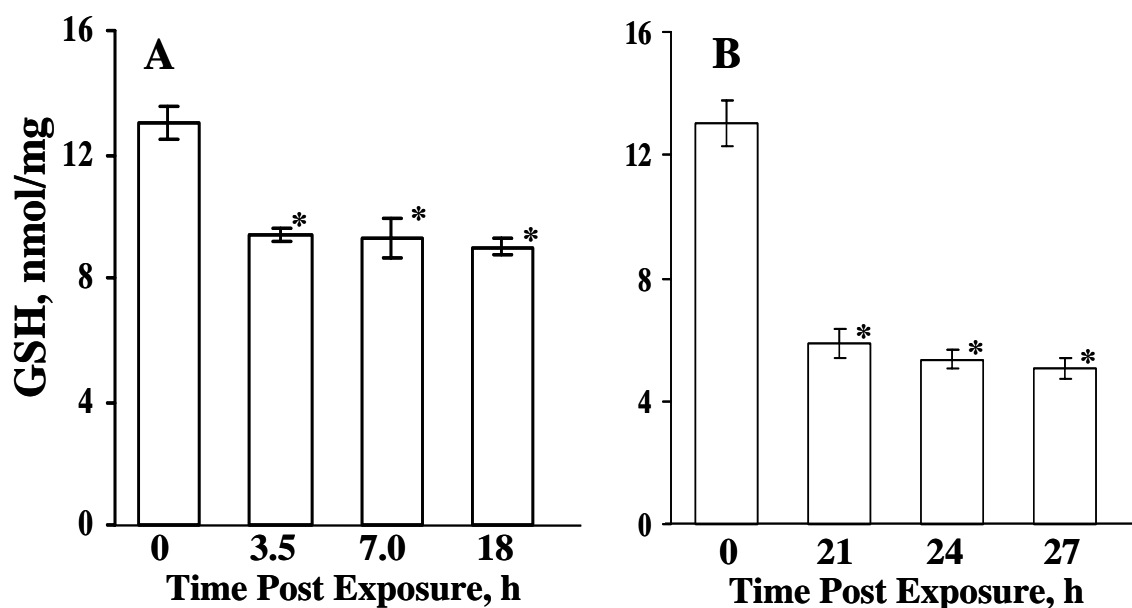 GSH, nmol/mg
A
16
12
8
4
0
* * *
0 3.5 7.0 18
Time Post Exposure, h
B
16
12
8
4
0
* * *
0 21 24 27
Time Post Exposure, h